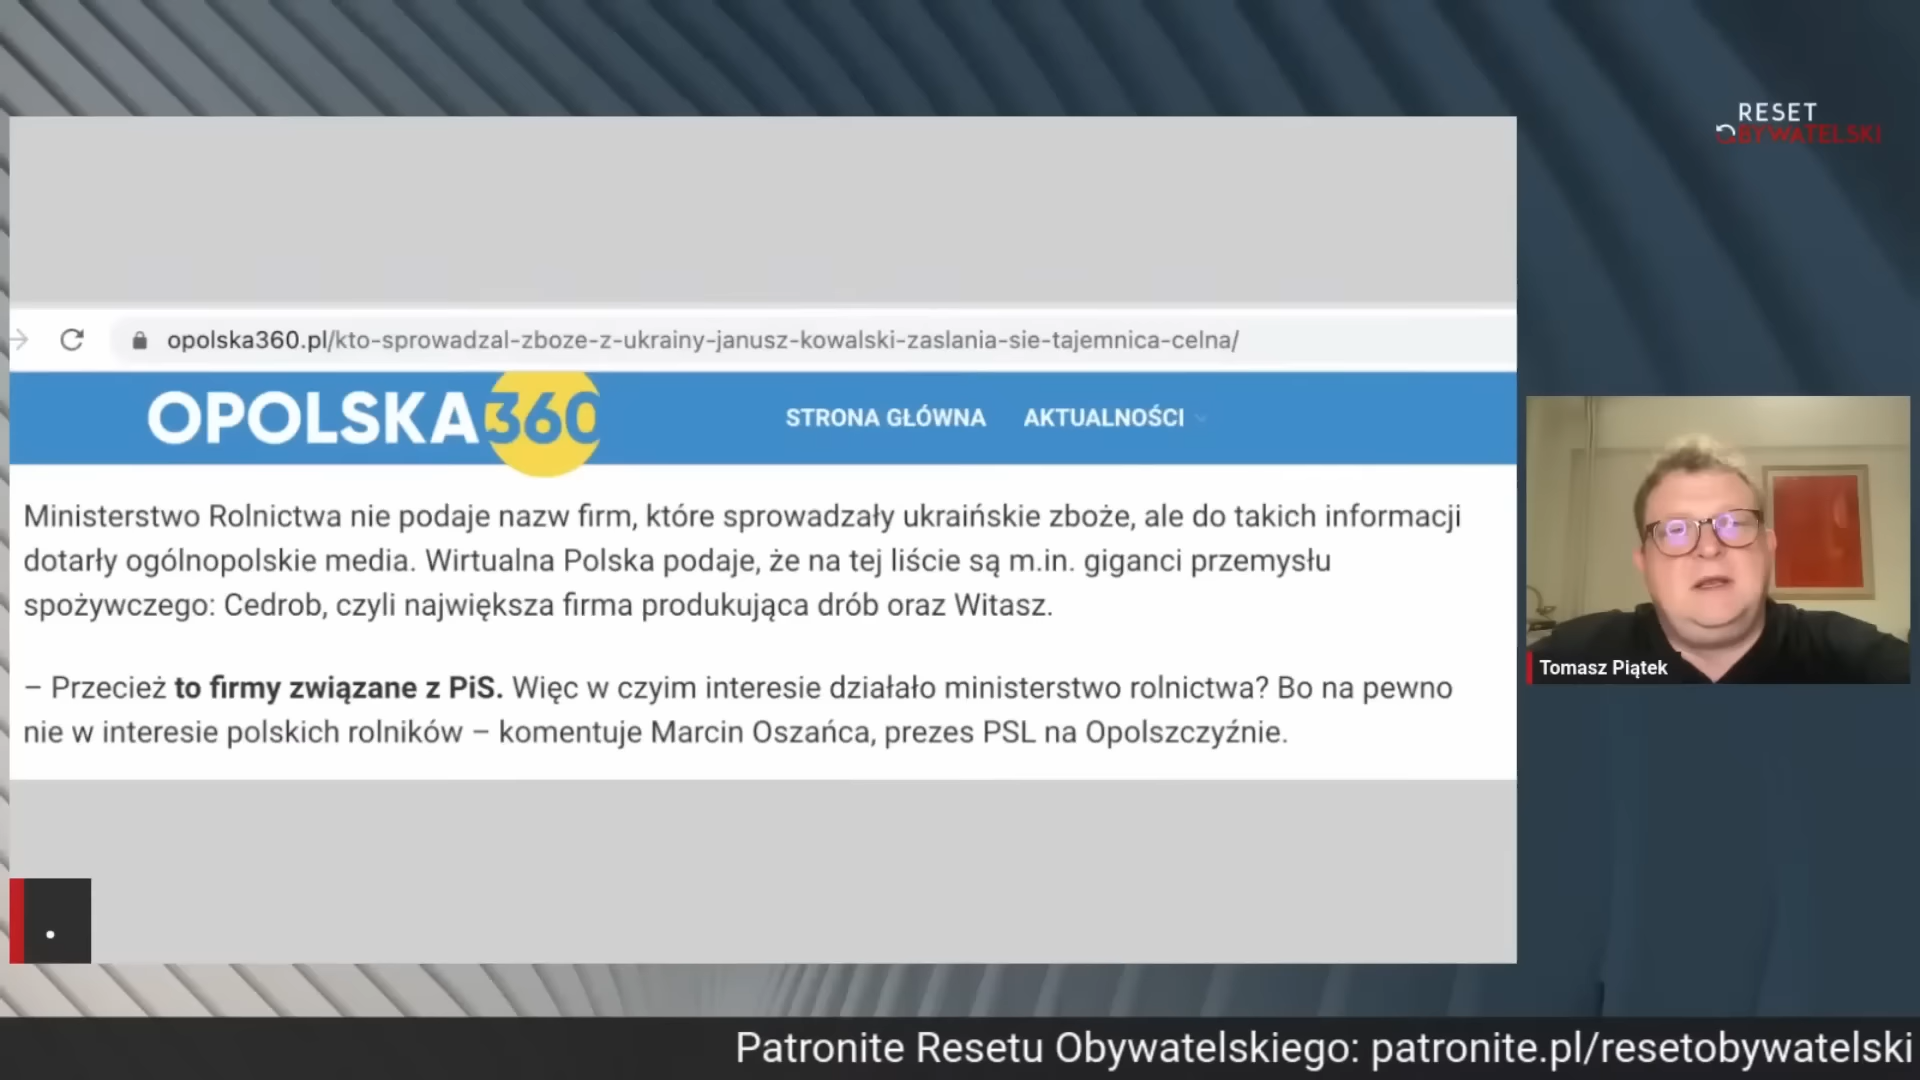 RESET
OBYWATELSKI
opolska360.pl/kto-sprowadzal-zboze-z-ukrainy-janusz-kowalski-zaslania-sie-tajemnica-celna/
OPOLSKA360 STRONA GŁÓWNA AKTUALNOŚCI
Ministerstwo Rolnictwa nie podaje nazw firm, które sprowadzały ukraińskie zboże, ale do takich informacji
dotarły ogólnopolskie media. Wirtualna Polska podaje, że na tej liście są m.in. giganci przemysłu
spożywczego: Cedrob, czyli największa firma produkująca drób oraz Witasz.
– Przecież to firmy związane z PiS. Więc w czyim interesie działało ministerstwo rolnictwa? Bo na pewno
nie w interesie polskich rolników – komentuje Marcin Oszańca, prezes PSL na Opolszczyźnie.
Tomasz Piątek
.
Patronite Resetu Obywatelskiego: patronite.pl/resetobywatelski